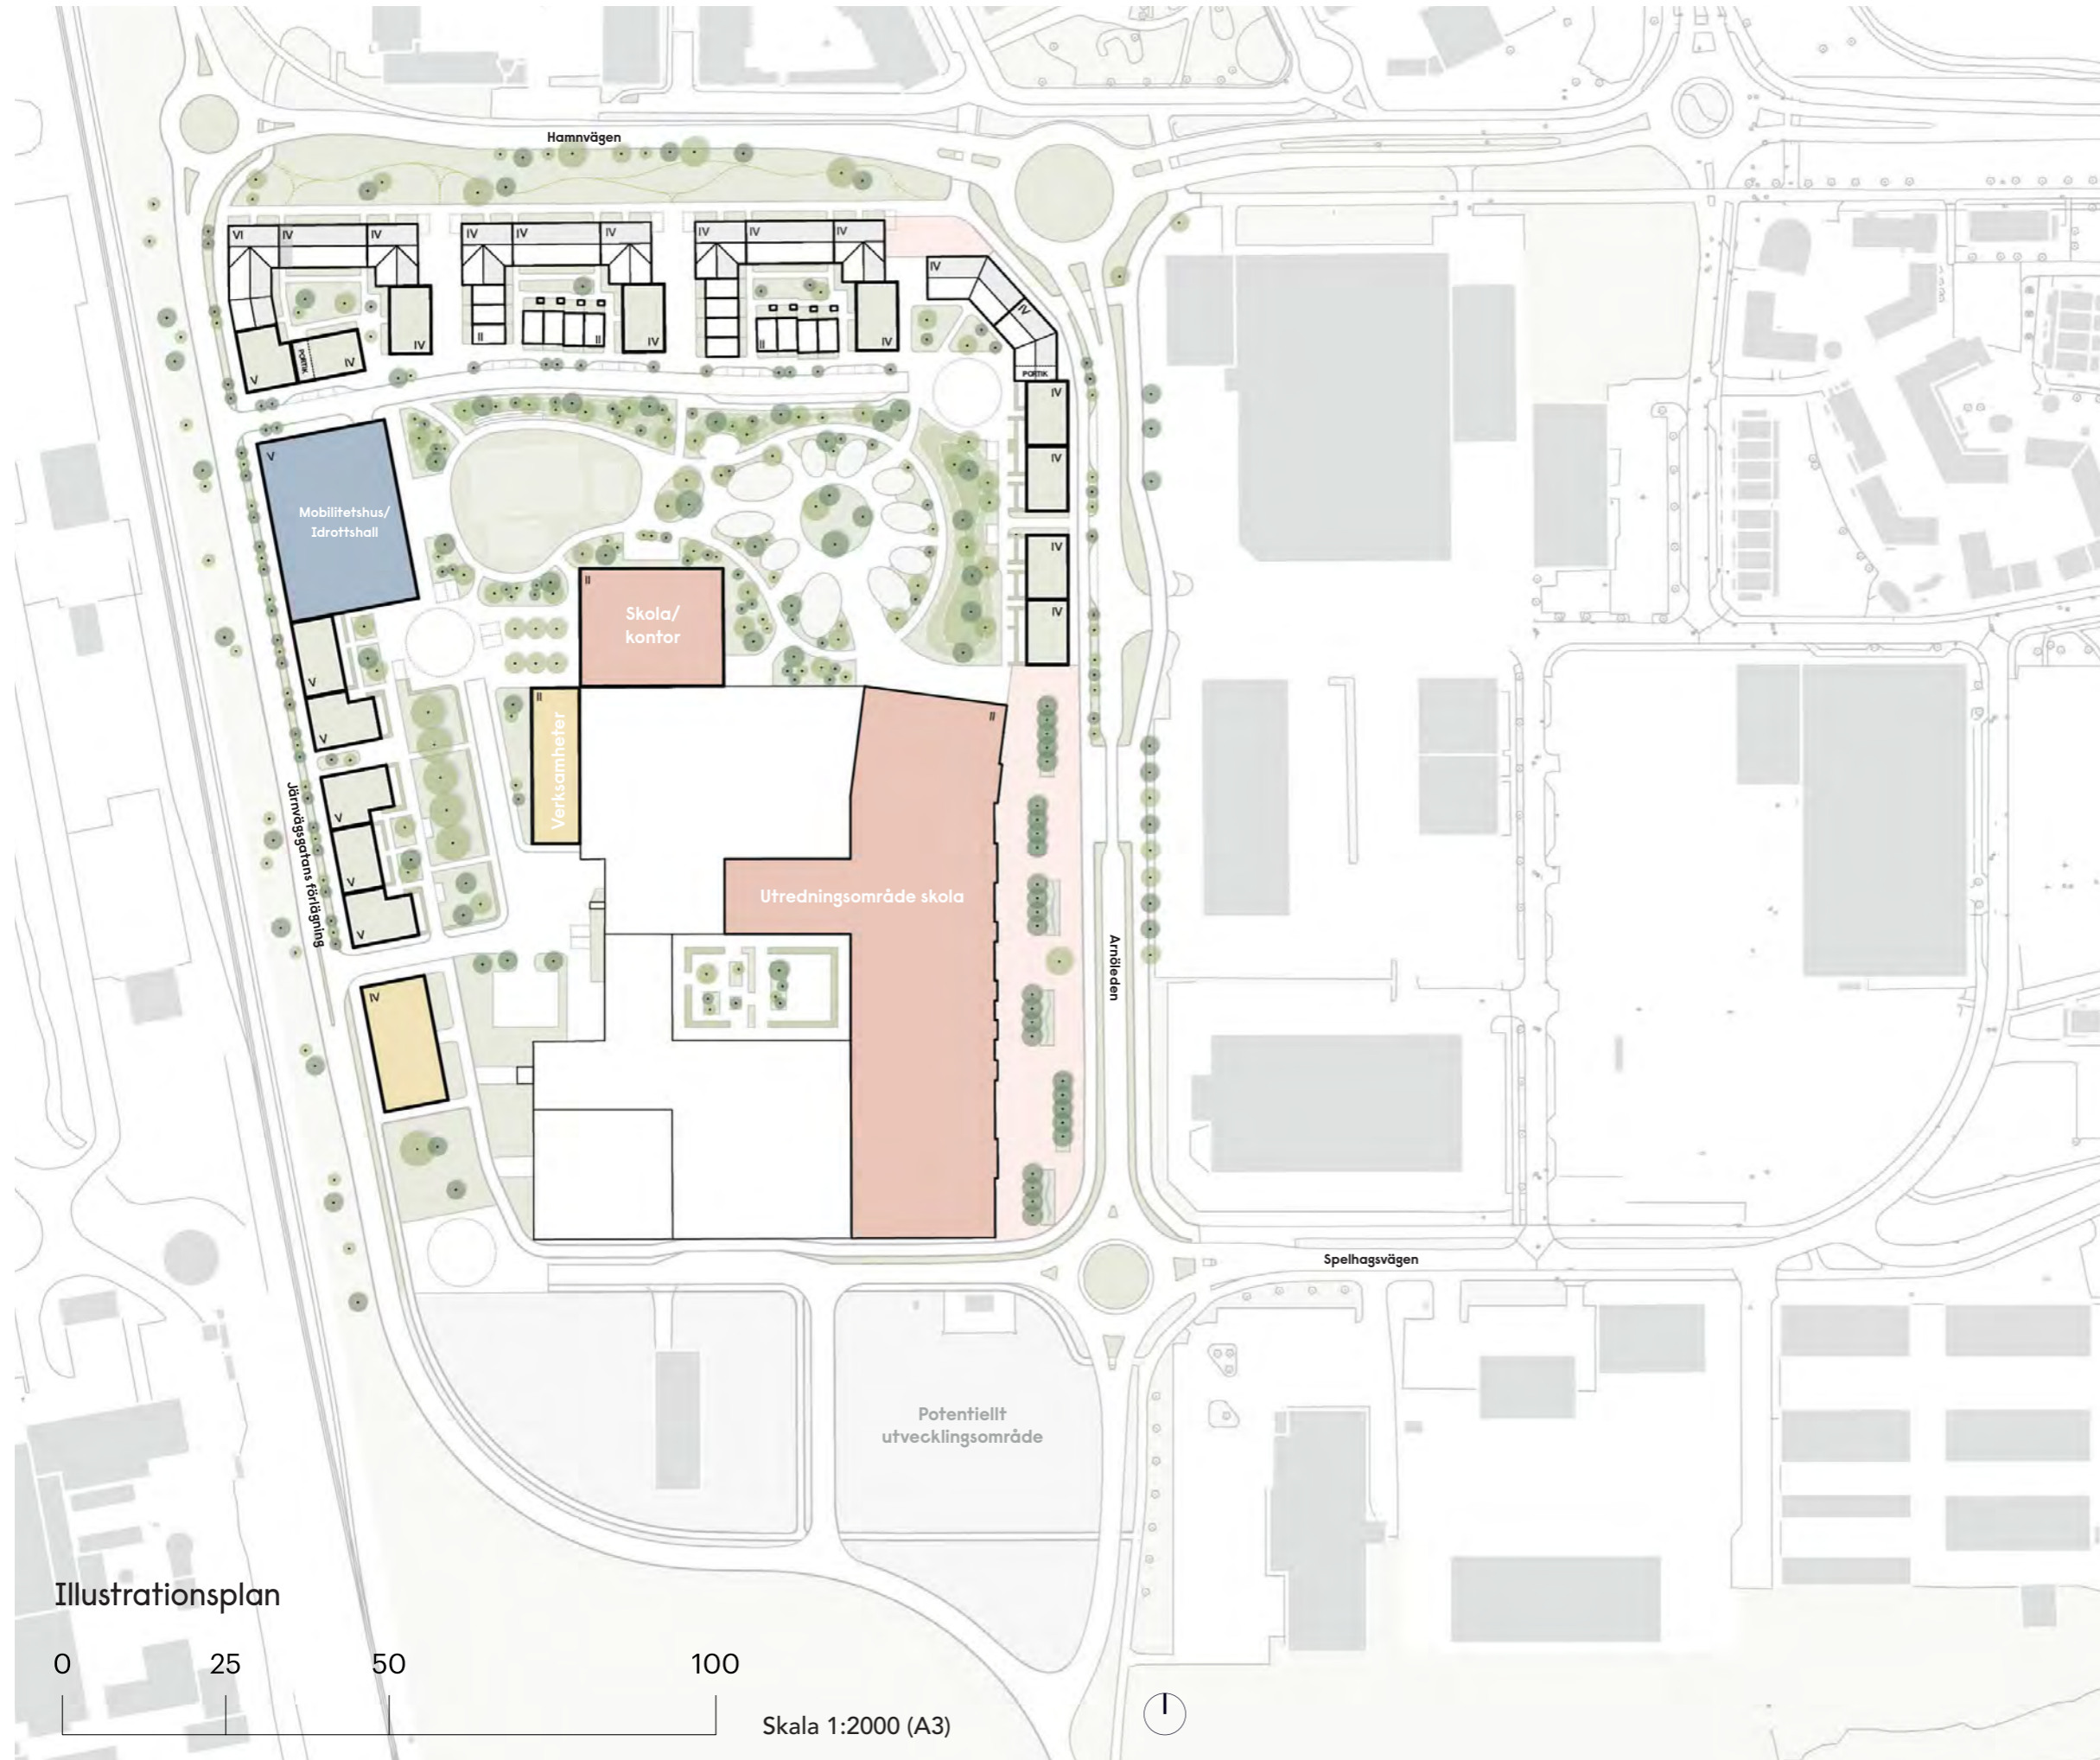 Hamnvägen
VI IV IV IV IV IV IV IV IV
IV
IV
PORTIK
V
IV
IV
II
II
IV
II
IV
PORTIK
IV
IV
IV
IV
V
Mobilitetshus/
Idrottshall
II
Skola/
kontor
V
V
V
V
V
II
Verksamheter
II
Utredningsområde skola
Järnvägsgatans förlägning
Arnöleden
IV
Spelhagsvägen
Potentiellt
utvecklingsområde
Illustrationsplan
0 25 50 100
Skala 1:2000 (A3)